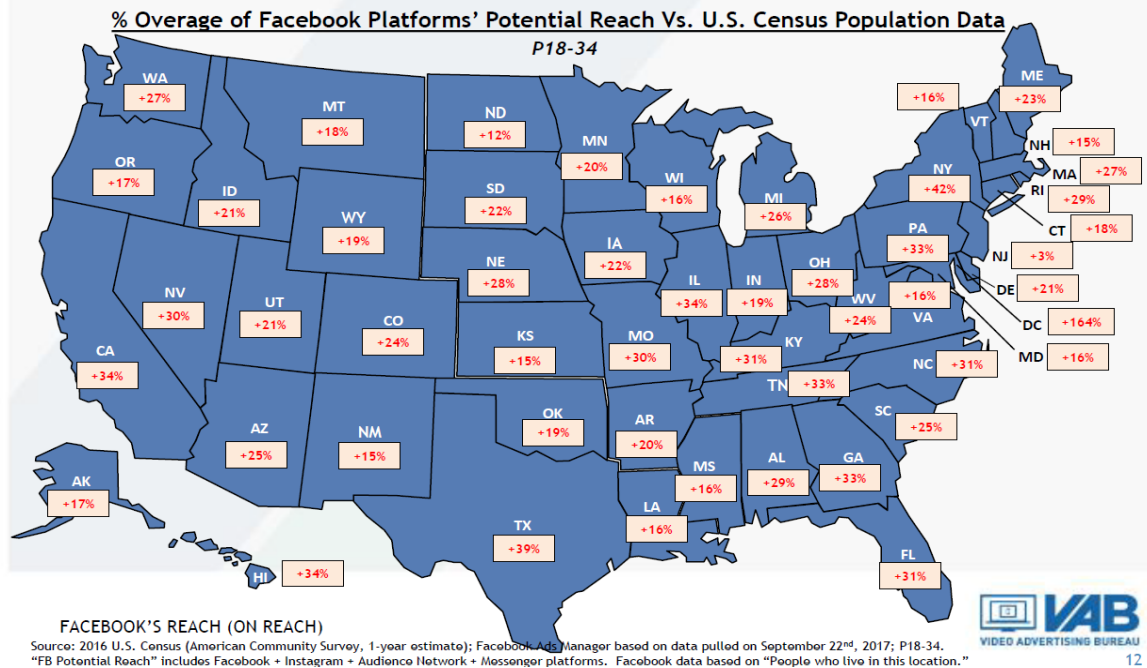 % Overage of Facebook Platforms' Potential Reach Vs. U.S. Census Population Data
P18-34
WA
+27%
MT
+18%
ND
+12%
MN
+20%
+16%
VT
ME
+23%
NH
+15%
MA
+27%
RI
+29%
CT
+18%
NJ
+3%
DE
+21%
DC
+164%
MD
+16%
OR
+17%
ID
+21%
WY
+19%
SD
+22%
WI
+16%
MI
+26%
NY
+42%
PA
+33%
IA
+22%
NE
+28%
IL
+34%
IN
+19%
OH
+28%
WV
+24%
+16%
VA
NV
+30%
UT
+21%
CO
+24%
KS
+15%
MO
+30%
KY
+31%
CA
+34%
TN
+33%
NC
+31%
SC
+25%
AZ
+25%
NM
+15%
OK
+19%
AR
+20%
MS
+16%
AL
+29%
GA
+33%
AK
+17%
TX
+39%
LA
+16%
FL
+31%
HI
+34%
FACEBOOK'S REACH (ON REACH)
VAB
VIDEO ADVERTISING BUREAU
Source: 2016 U.S. Census (American Community Survey, 1-year estimate); Facebook Ads Manager based on data pulled on September 22nd, 2017; P18-34.
"FB Potential Reach" includes Facebook + Instagram + Audience Network + Messenger platforms. Facebook data based on "People who live in this location."
12